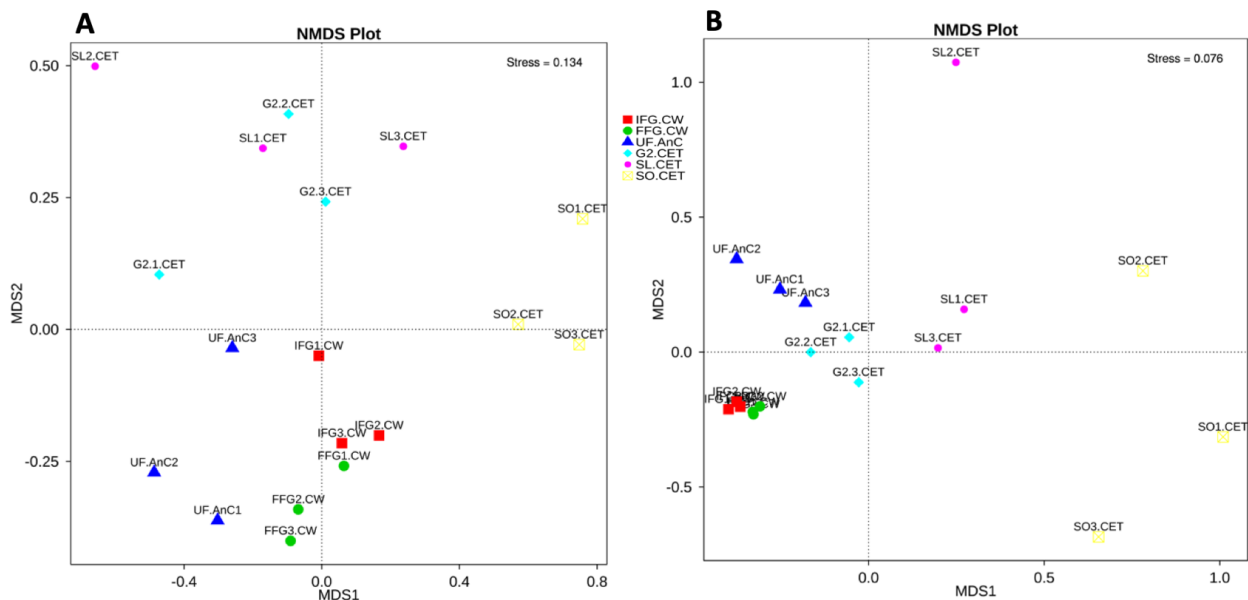 A
NMDS Plot
Stress = 0.134
SL2.CET
G2.2.CET
SL1.CET
SL3.CET
G2.3.CET
SO1.CET
G2.1.CET
SO2.CET
SO3.CET
UF.AnC3
IFG1.CW
IFG2.CW
IFG3.CW
FFG1.CW
UF.AnC2
FFG2.CW
UF.AnC1
FFG3.CW
0.50
0.25
0.00
-0.25
MDS2
-0.4
0.0
0.4
0.8
MDS1
IFG.CW
FFG.CW
UF.AnC
G2.CET
SL.CET
SO.CET
B
NMDS Plot
Stress = 0.076
SL2.CET
UF.AnC2
UF.AnC1
UF.AnC3
SO2.CET
SL1.CET
G2.1.CET
SL3.CET
G2.2.CET
G2.3.CET
IFG2.CW
SO1.CET
SO3.CET
1.0
0.5
0.0
-0.5
MDS2
0.0
0.5
1.0
MDS1